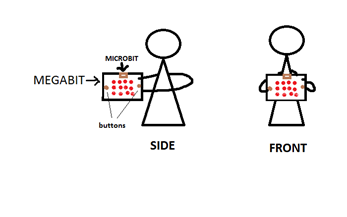 MICROBIT
MEGABIT
buttons
SIDE
FRONT